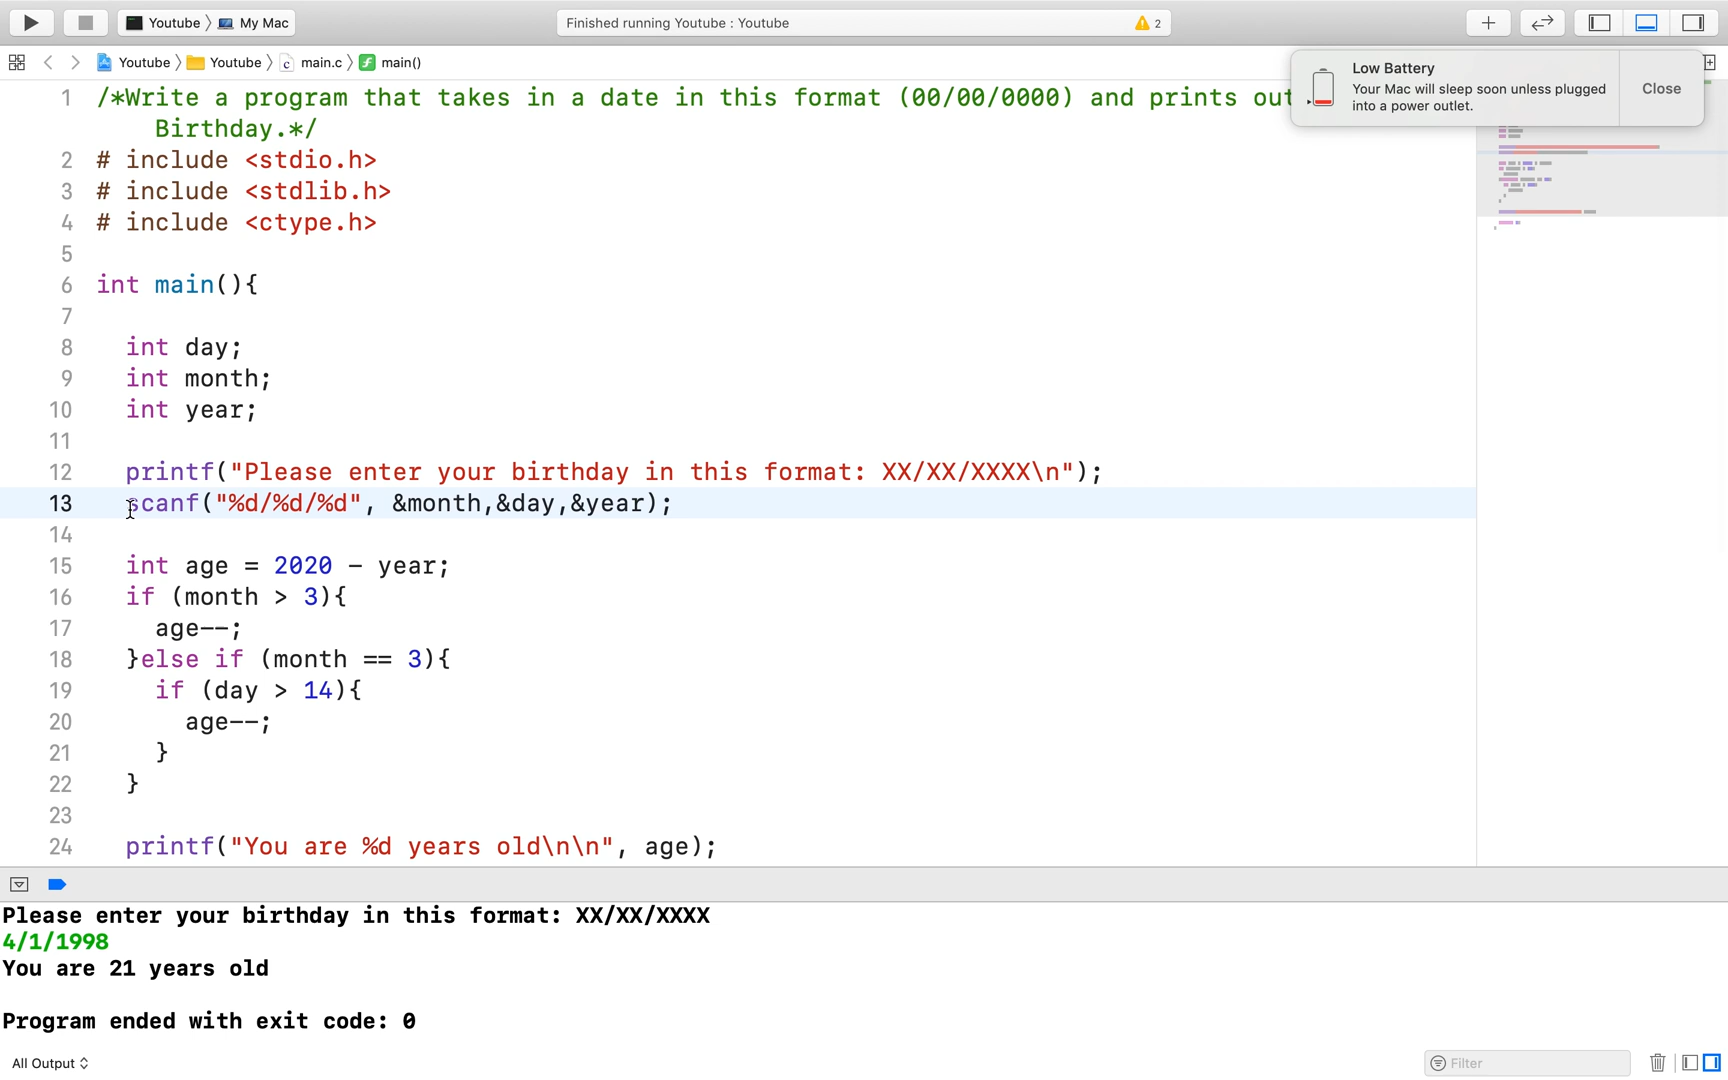 Youtube 〉 My Mac
Finished running Youtube : Youtube
2
Youtube 〉 Youtube 〉 main.c 〉 main()
Low Battery
Your Mac will sleep soon unless plugged
into a power outlet.
Close
1 /*Write a program that takes in a date in this format (00/00/0000) and prints
Birthday.*/
2 # include <stdio.h>
3 # include <stdlib.h>
4 # include <ctype.h>
5
6 int main(){
7
8 int day;
9 int month;
10 int year;
11
12 printf("Please enter your birthday in this format: XX/XX/XXXX\n");
13 scanf("%d/%d/%d", &month,&day,&year);
14
15 int age = 2020 - year;
16 if (month > 3){
17 age--;
18 }else if (month == 3){
19 if (day > 14){
20 age--;
21 }
22 }
23
24 printf("You are %d years old\n\n", age);
Please enter your birthday in this format: XX/XX/XXXX
4/1/1998
You are 21 years old
Program ended with exit code: 0
All Output
Filter